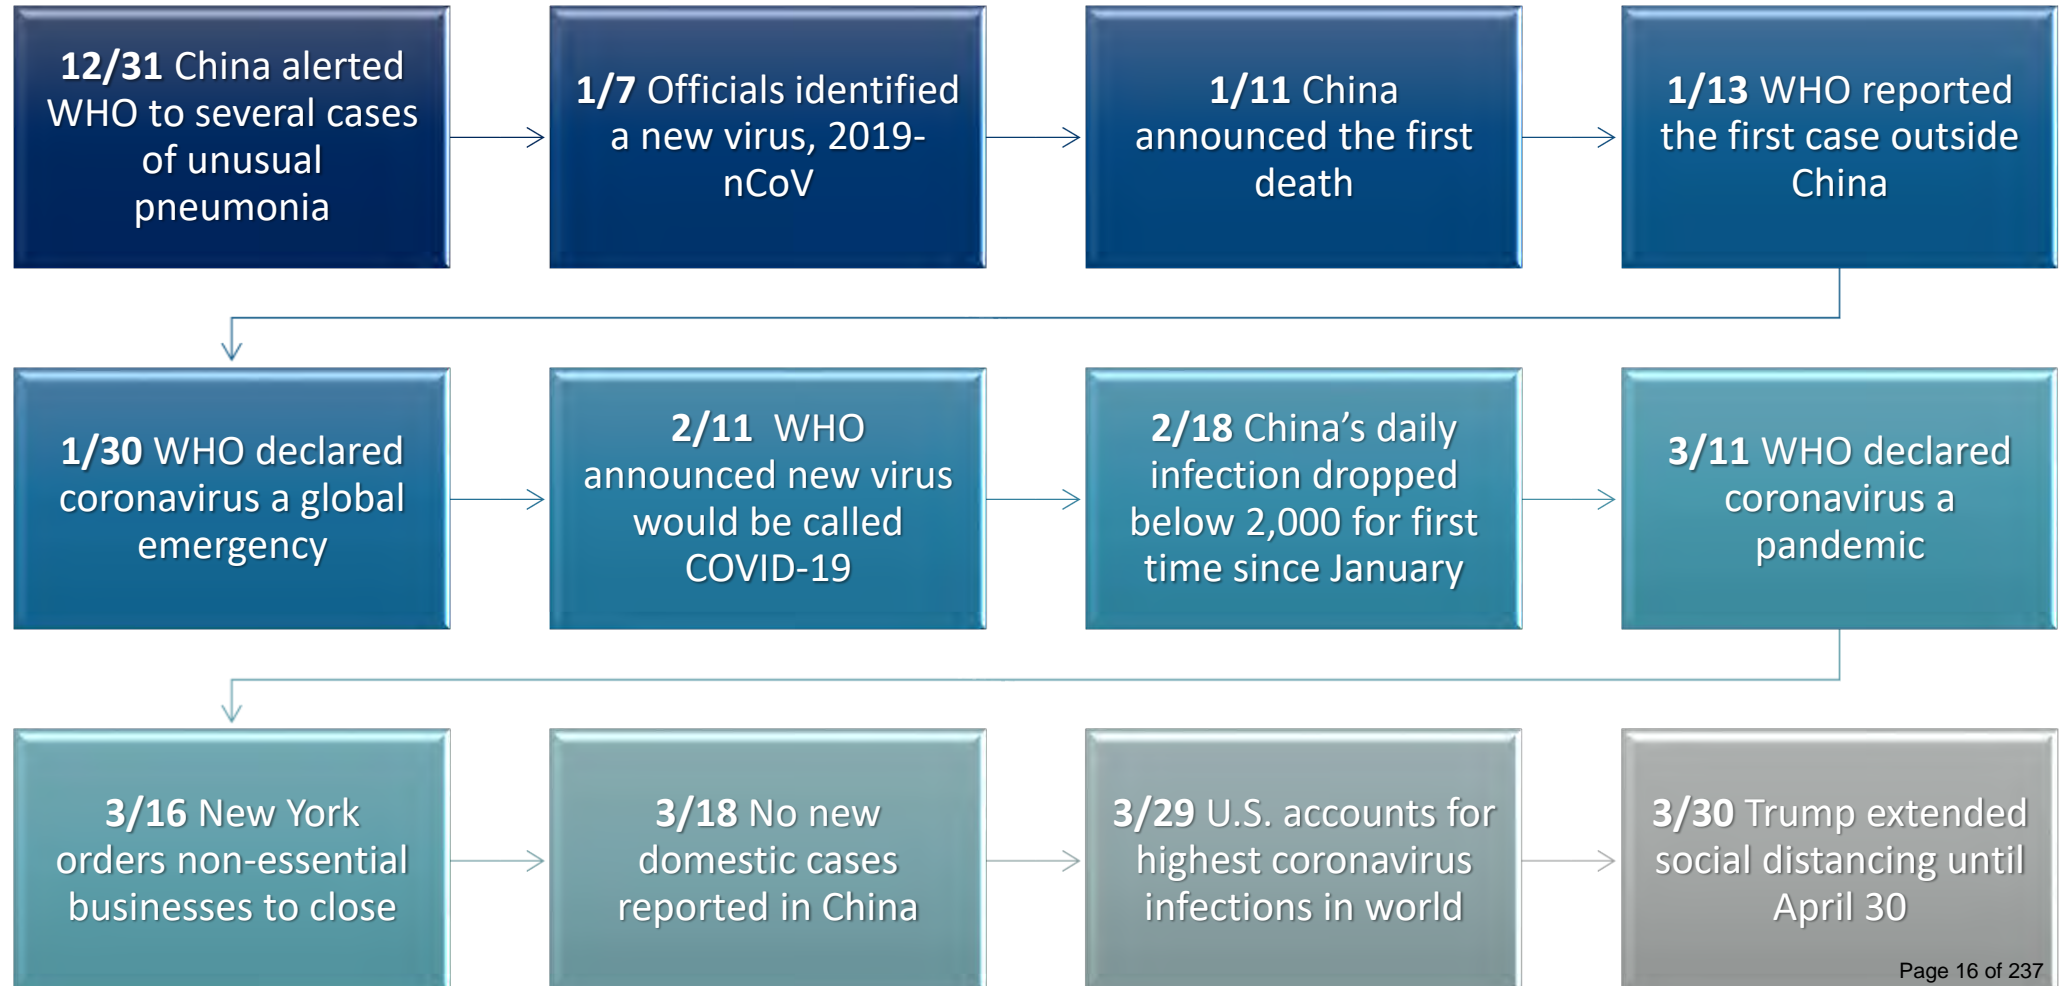 12/31 China alerted
WHO to several cases
of unusual
pneumonia
1/7 Officials identified
a new virus, 2019-
nCoV
1/11 China
announced the first
death
1/13 WHO reported
the first case outside
China
1/30 WHO declared
coronavirus a global
emergency
2/11 WHO
announced new virus
would be called
COVID-19
2/18 China’s daily
infection dropped
below 2,000 for first
time since January
3/11 WHO declared
coronavirus a
pandemic
3/16 New York
orders non-essential
businesses to close
3/18 No new
domestic cases
reported in China
3/29 U.S. accounts for
highest coronavirus
infections in world
3/30 Trump extended
social distancing until
April 30
Page 16 of 237